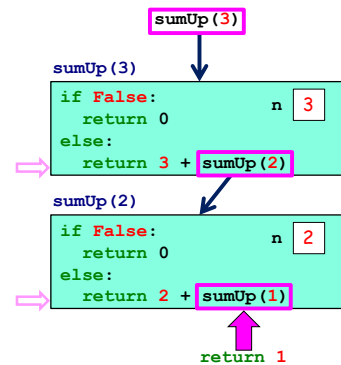 sumUp(3)
sumUp(3)
if False:
n 3
return 0
else:
return 3 + sumUp(2)
sumUp(2)
if False:
n 2
return 0
else:
return 2 + sumUp(1)
return 1